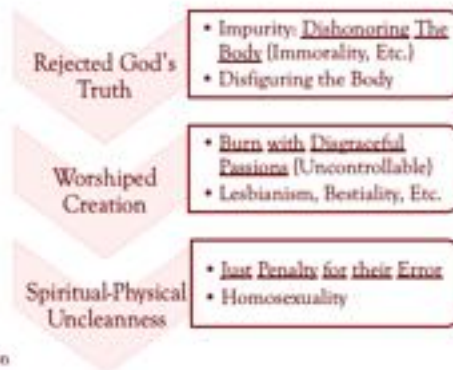 Rejected God's
Truth
• Impurity: Dishonoring The
Body (Immorality, Etc.)
• Disfiguring the Body
Worshiped
Creation
• Burn with Disgraceful
Passions (Uncontrollable)
• Lesbianism, Bestiality, Etc.
Spiritual-Physical
Uncleanness
• Just Penalty for their Error
• Homosexuality
n